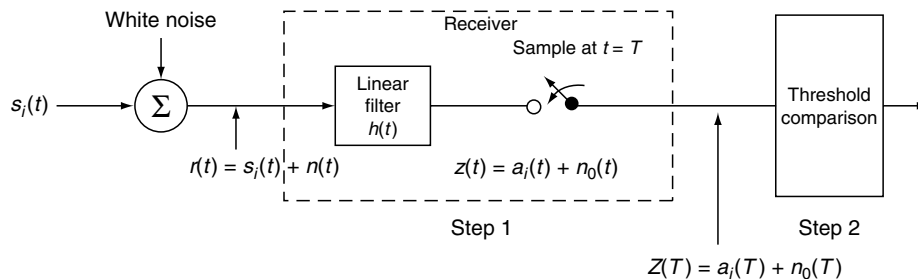 White noise
Receiver
Sample at t = T
s_i(t)
Σ
Linear
filter
h(t)
Threshold
comparison
r(t) = s_i(t) + n(t)
z(t) = a_i(t) + n_0(t)
Step 1
Step 2
Z(T) = a_i(T) + n_0(T)